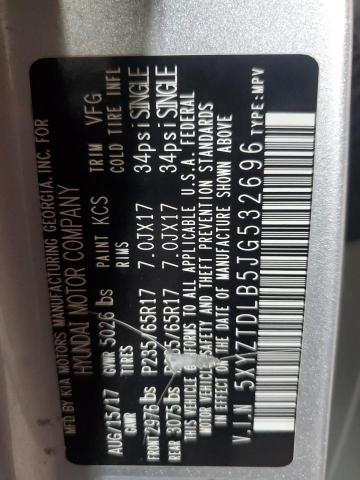 MFD BY KIA MOTORS MANUFACTURING GEORGIA, INC. FOR
HYUNDAI MOTOR COMPANY
AUG/15/17 GVWR 5026 lbs PAINT KCS TRIM VFG
GAWR TIRES RIMS COLD TIRE INFL
FRONT 2976 lbs P235/65R17 7.0JX17 34psi SINGLE
REAR 3075 lbs P235/65R17 7.0JX17 34psi SINGLE
THIS VEHICLE CONFORMS TO ALL APPLICABLE U.S.A. FEDERAL
MOTOR VEHICLE SAFETY AND THEFT PREVENTION STANDARDS
IN EFFECT ON THE DATE OF MANUFACTURE SHOWN ABOVE
V.I.N 5XYZTDLB5JG532696 TYPE:MPV